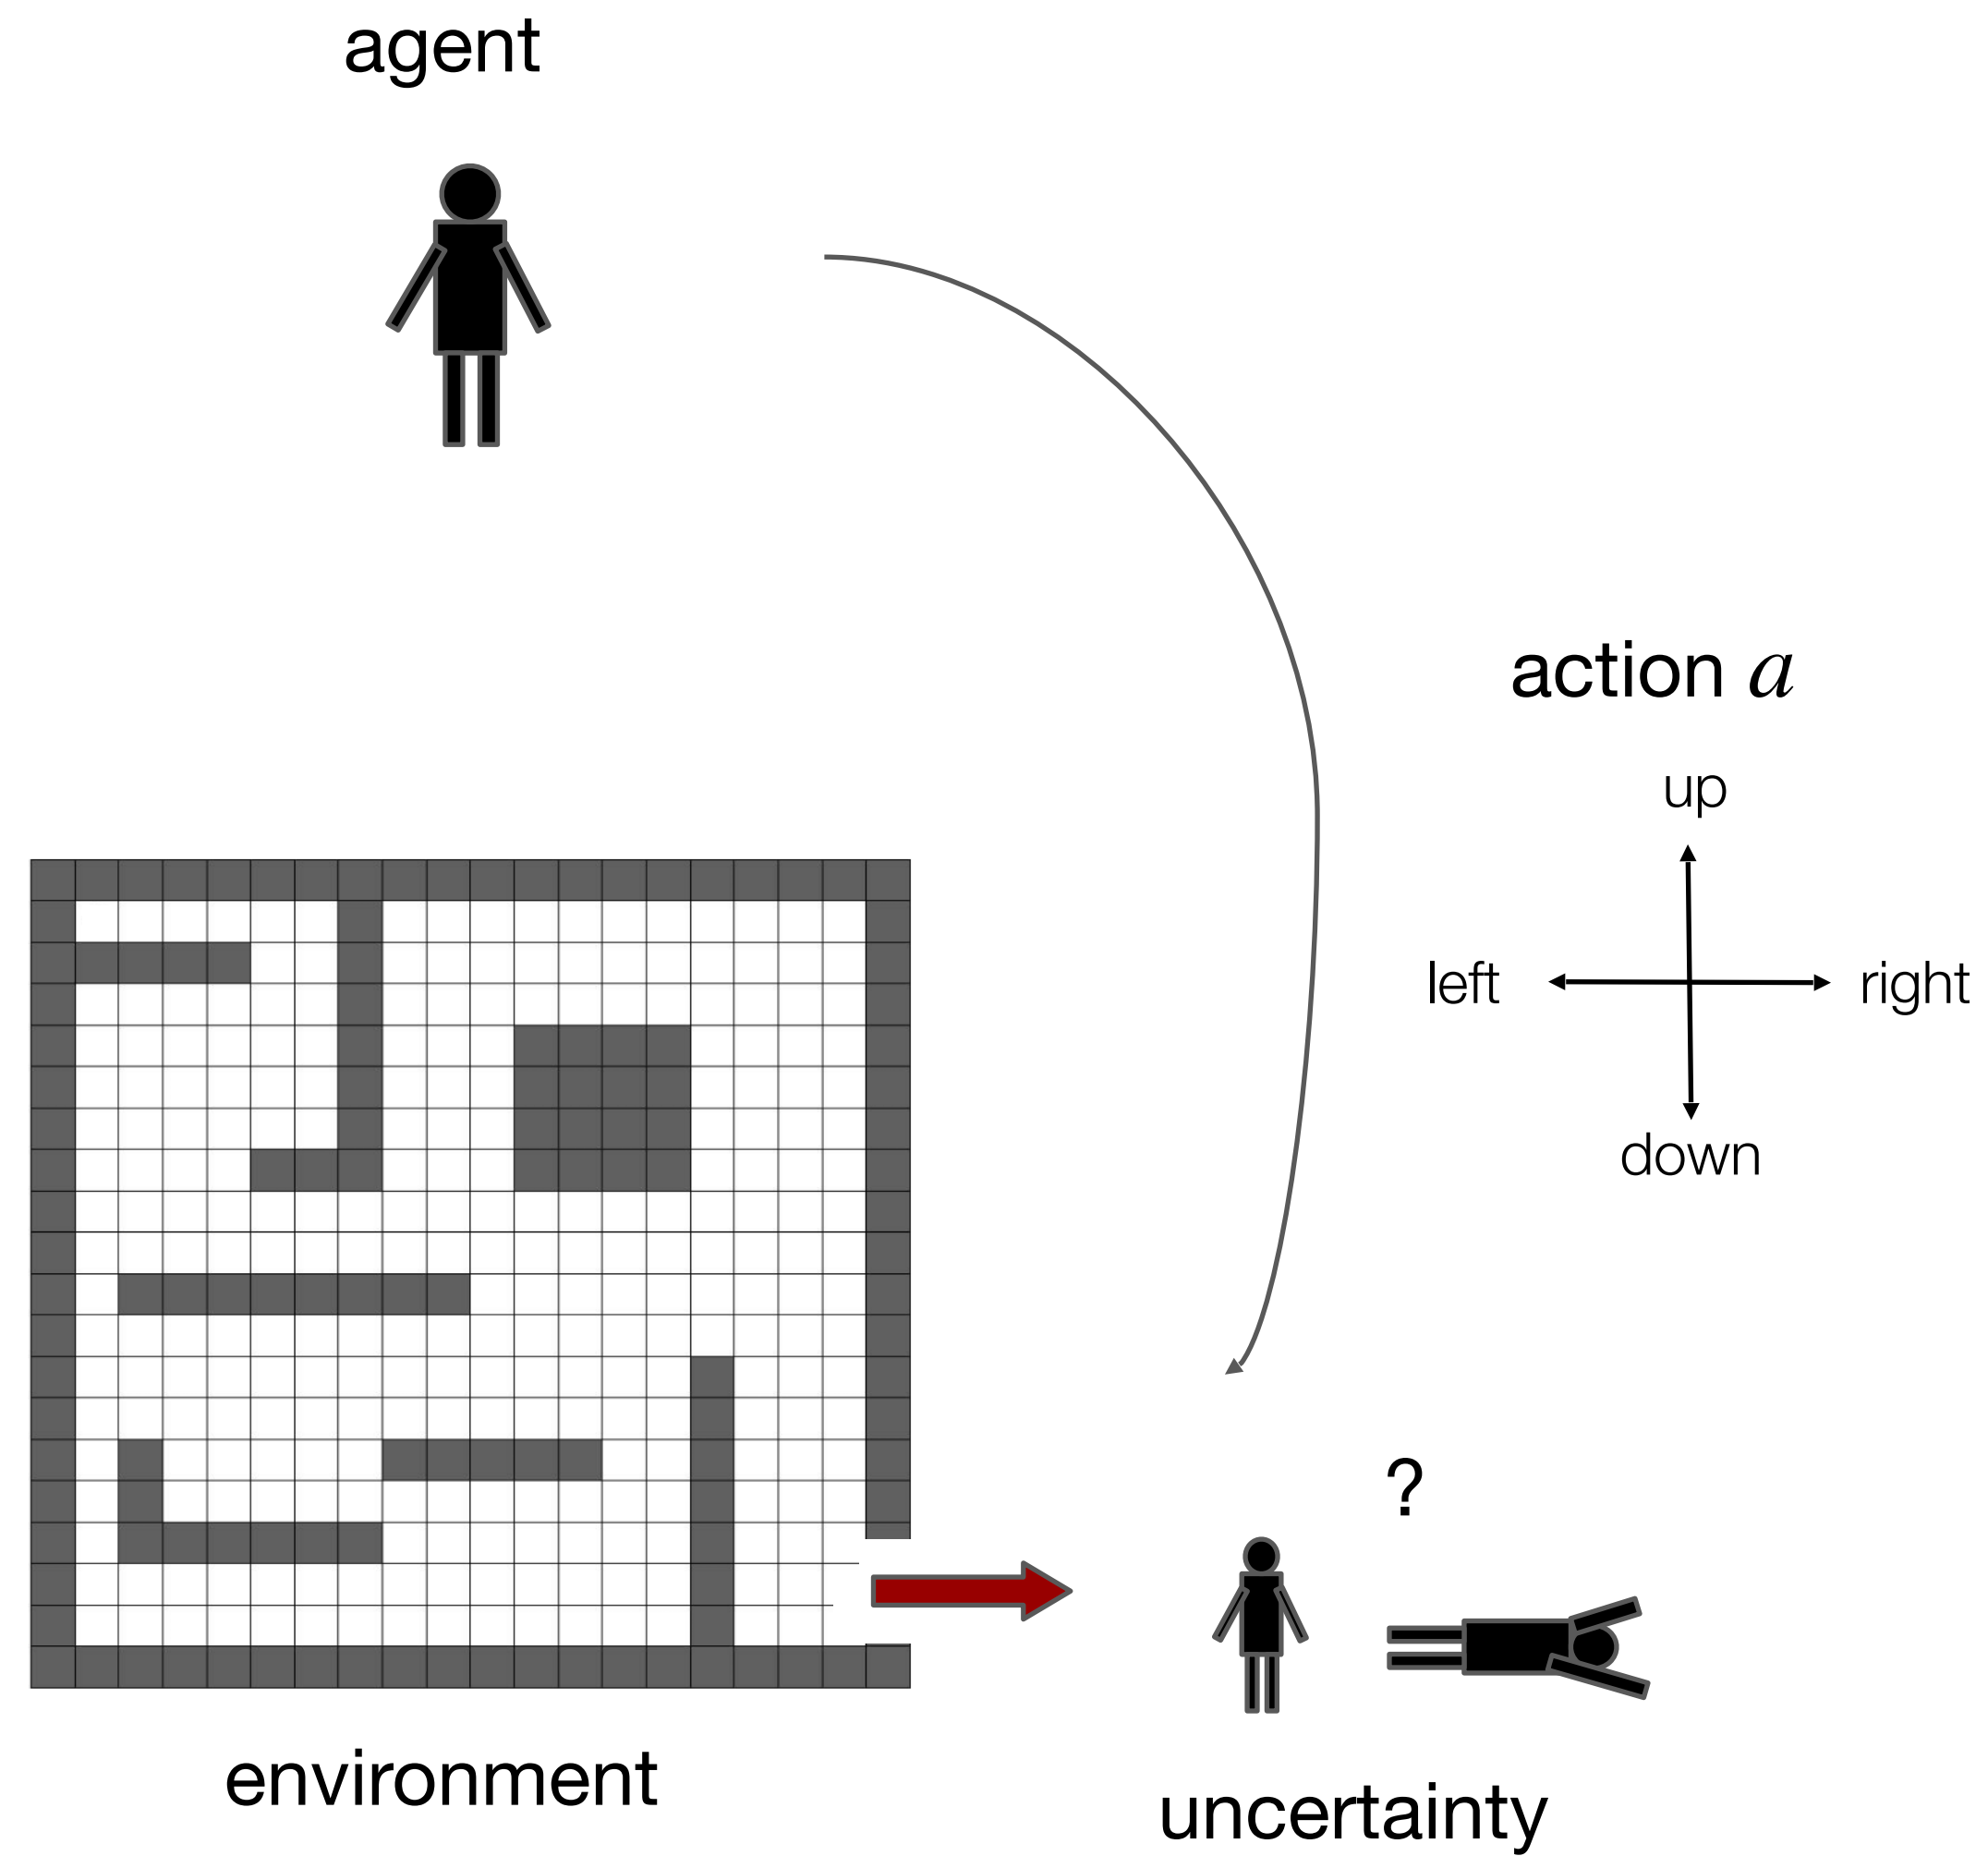 agent
action a
up
left
right
down
?
environment
uncertainty